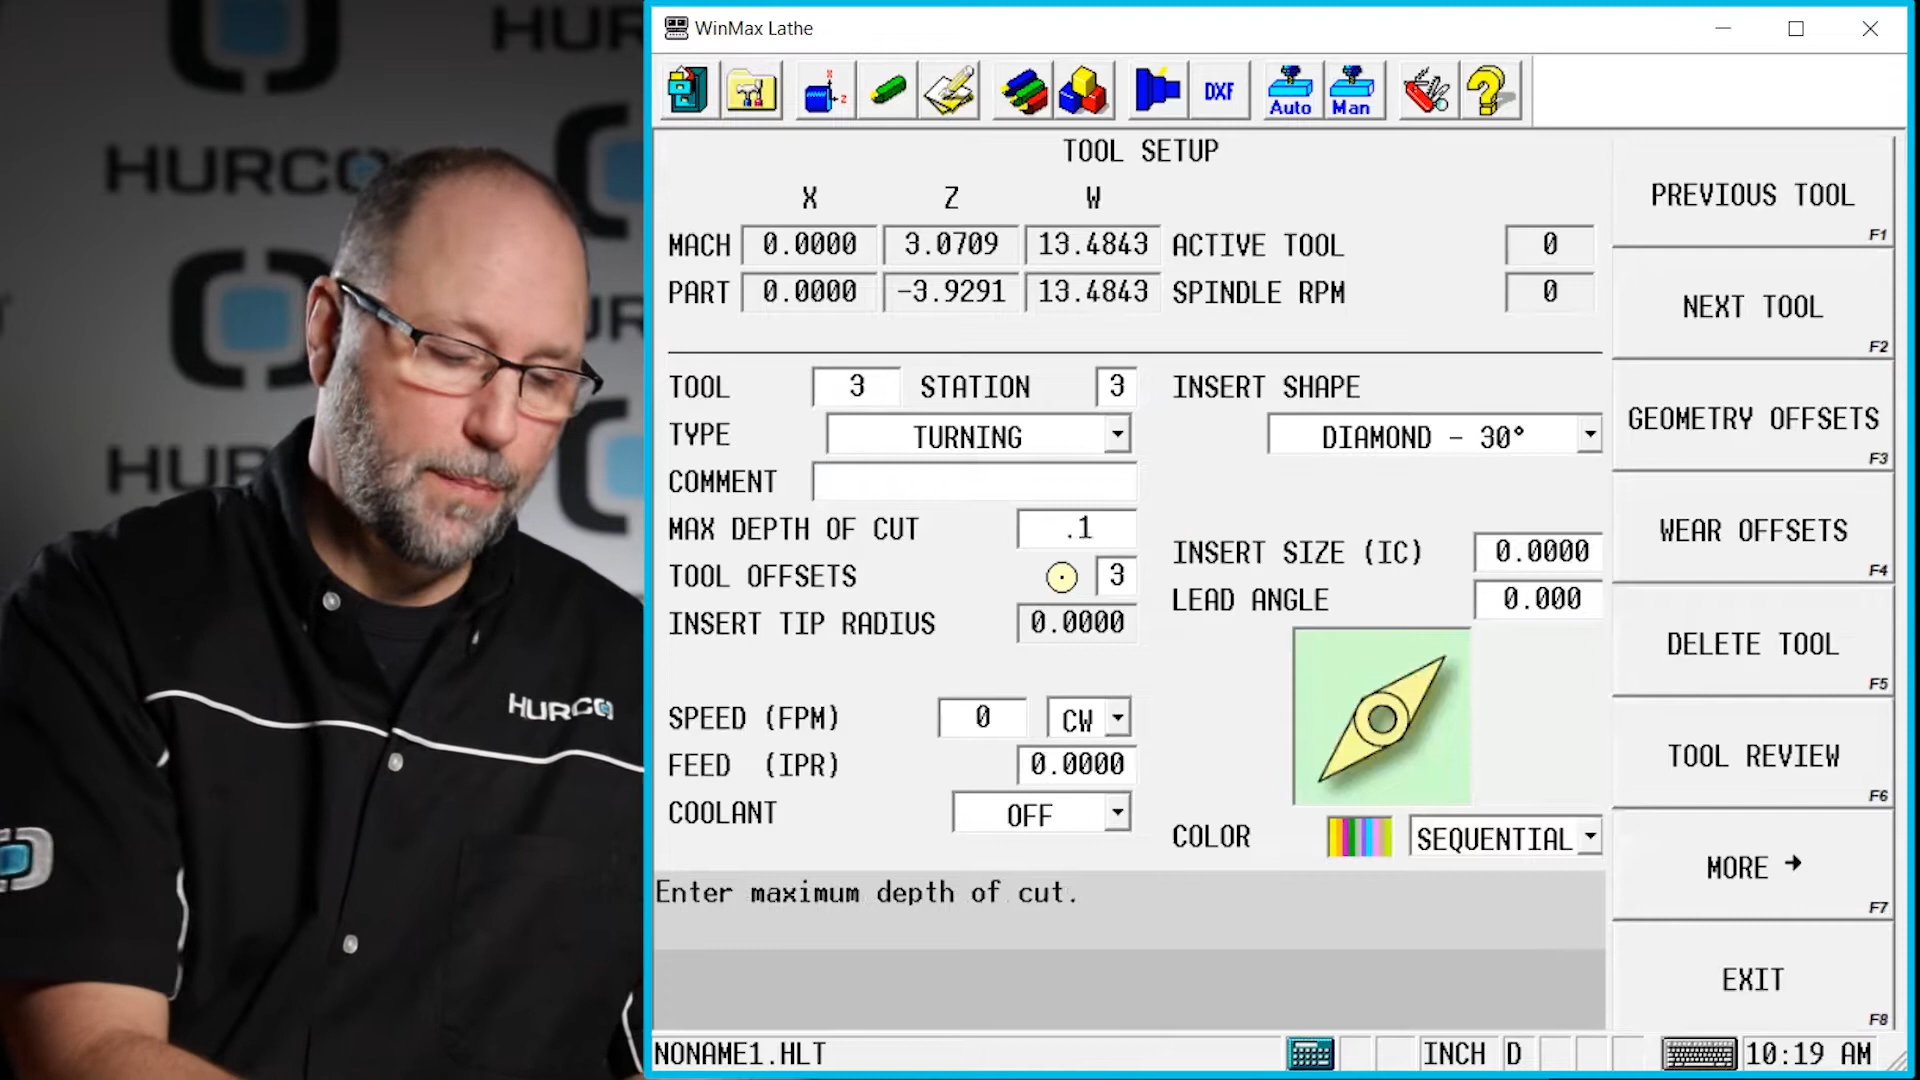 WinMax Lathe
DXF
Auto
Man
x
z
TOOL SETUP
X Z W
MACH 0.0000 3.0709 13.4843 ACTIVE TOOL 0
PART 0.0000 -3.9291 13.4843 SPINDLE RPM 0
TOOL 3 STATION 3 INSERT SHAPE
TYPE TURNING DIAMOND - 30°
COMMENT
MAX DEPTH OF CUT .1
INSERT SIZE (IC) 0.0000
TOOL OFFSETS 3
LEAD ANGLE 0.000
INSERT TIP RADIUS 0.0000
SPEED (FPM) 0 CW
FEED (IPR) 0.0000
COOLANT OFF
COLOR SEQUENTIAL
Enter maximum depth of cut.
PREVIOUS TOOL
F1
NEXT TOOL
F2
GEOMETRY OFFSETS
F3
WEAR OFFSETS
F4
DELETE TOOL
F5
TOOL REVIEW
F6
MORE →
F7
EXIT
F8
NONAME1.HLT INCH D 10:19 AM
HURCO
HUR
HURCO
UR
HUR